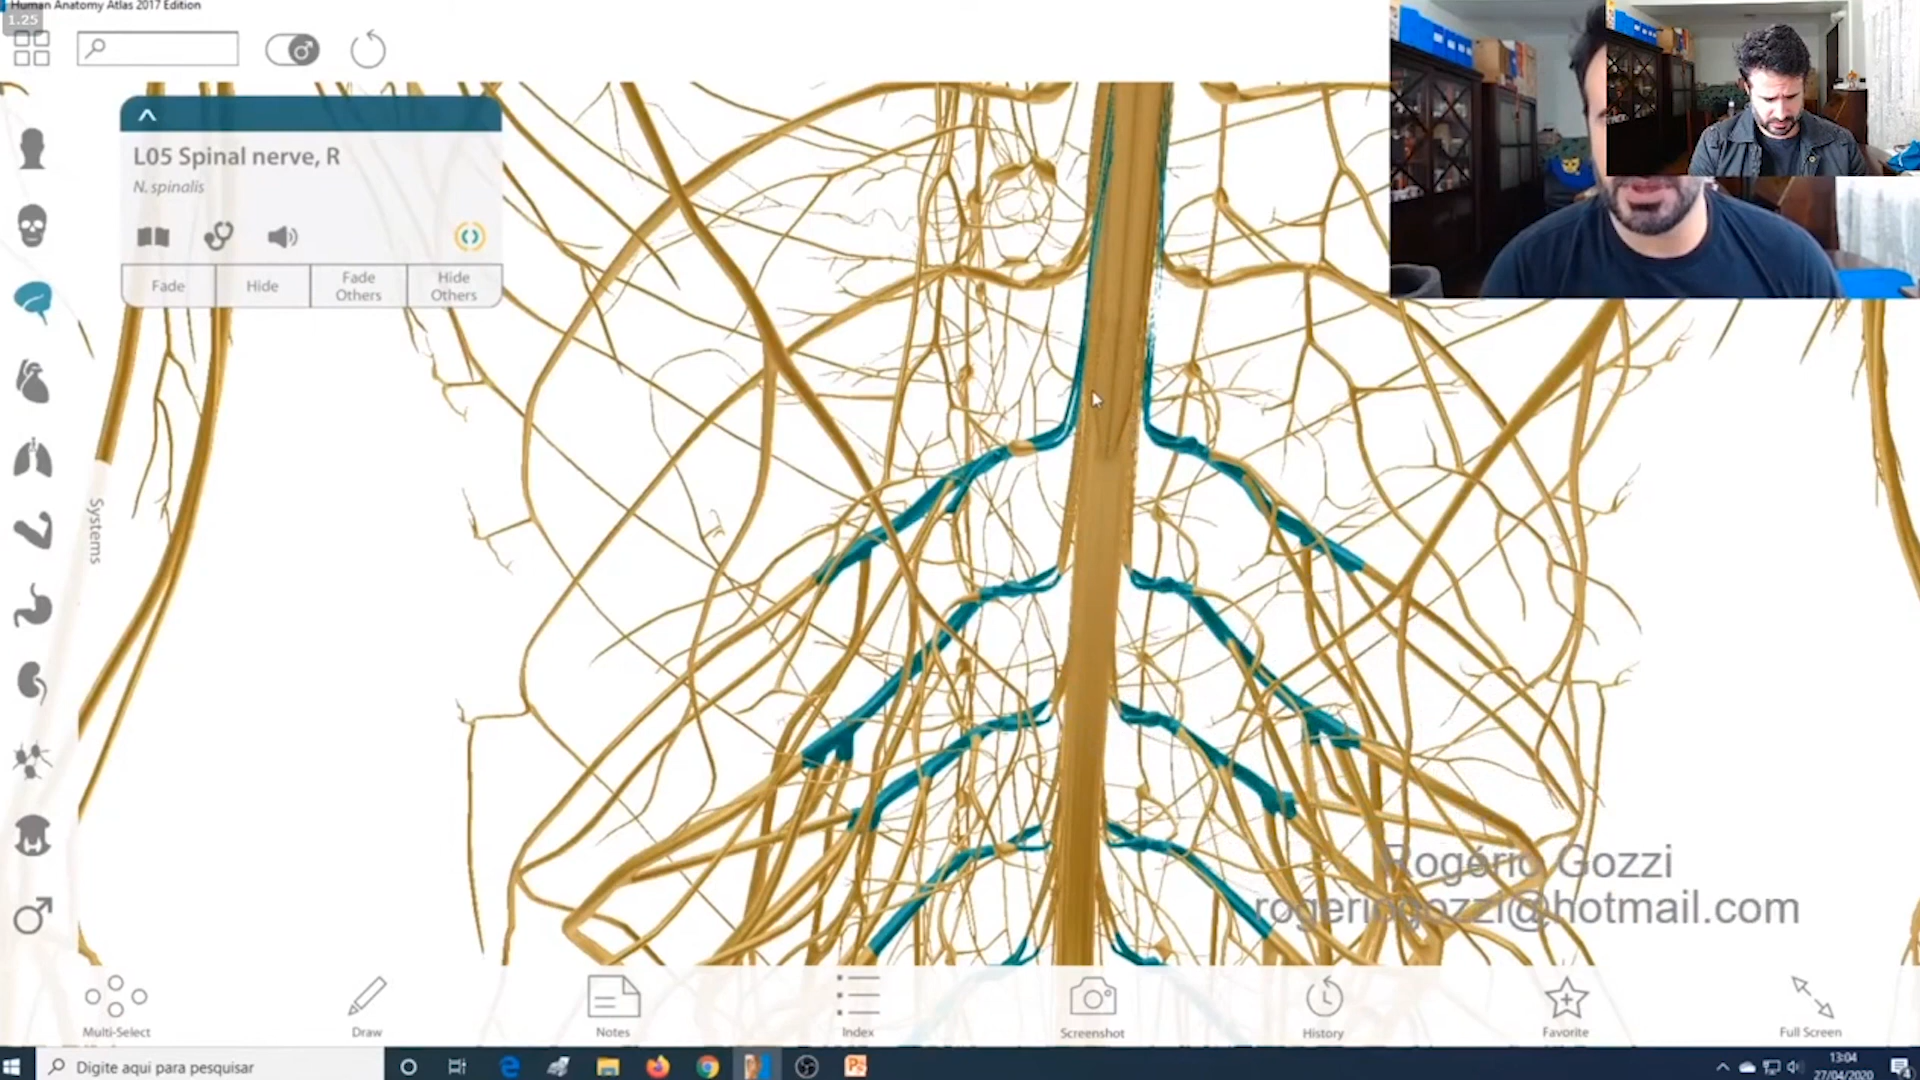 Human Anatomy Atlas 2017 Edition
1.25
L05 Spinal nerve, R
N. spinalis
Fade
Hide
Fade Others
Hide Others
Systems
Rogério Gozzi
rogeriogozzi@hotmail.com
Multi-Select
Draw
Notes
Index
Screenshot
History
Favorite
Full Screen
Digite aqui para pesquisar
13:04
27/04/2020